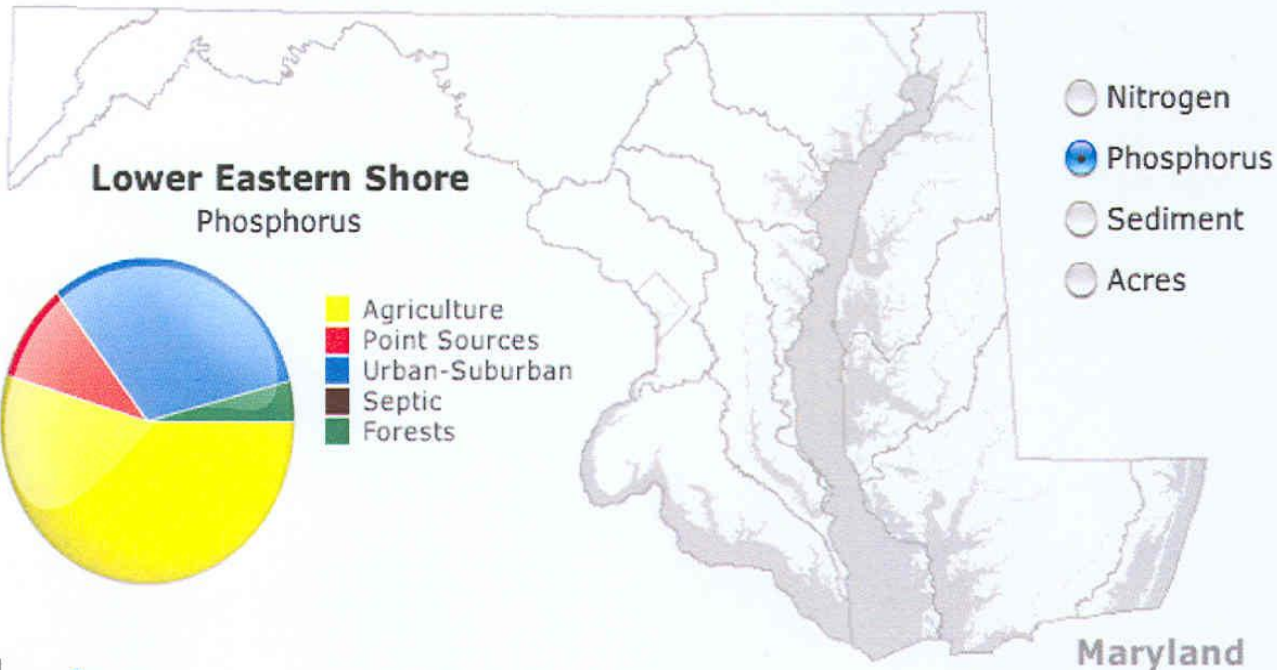 Lower Eastern Shore
Phosphorus
Agriculture
Point Sources
Urban-Suburban
Septic
Forests
Nitrogen
Phosphorus
Sediment
Acres
Maryland